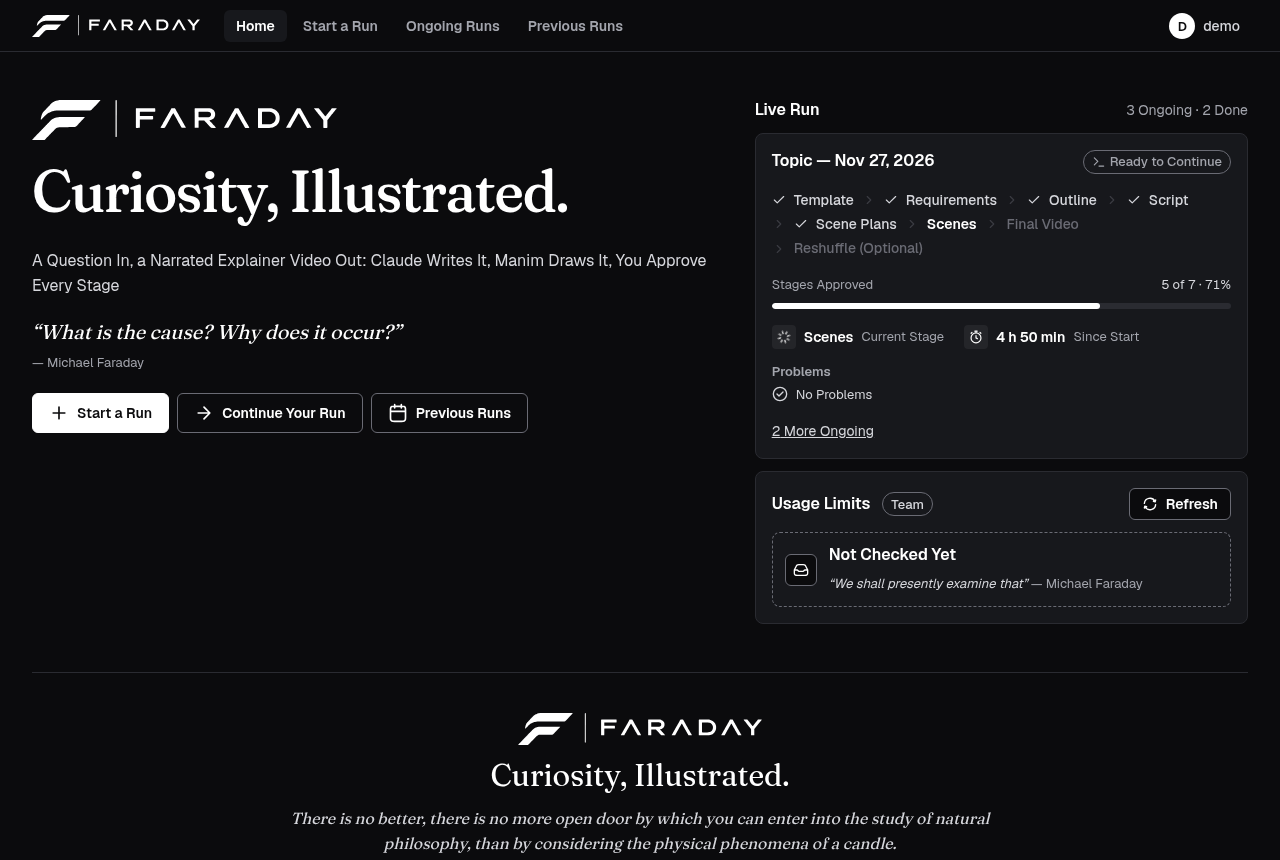 FARADAY
Home Start a Run Ongoing Runs Previous Runs
D demo
FARADAY
Curiosity, Illustrated.
A Question In, a Narrated Explainer Video Out: Claude Writes It, Manim Draws It, You Approve
Every Stage
“What is the cause? Why does it occur?”
— Michael Faraday
Start a Run Continue Your Run Previous Runs
Live Run 3 Ongoing · 2 Done
Topic — Nov 27, 2026 Ready to Continue
Template Requirements Outline Script
Scene Plans Scenes Final Video
Reshuffle (Optional)
Stages Approved 5 of 7 · 71%
Scenes Current Stage 4 h 50 min Since Start
Problems
No Problems
2 More Ongoing
Usage Limits Team Refresh
Not Checked Yet
“We shall presently examine that” — Michael Faraday
FARADAY
Curiosity, Illustrated.
There is no better, there is no more open door by which you can enter into the study of natural
philosophy, than by considering the physical phenomena of a candle.